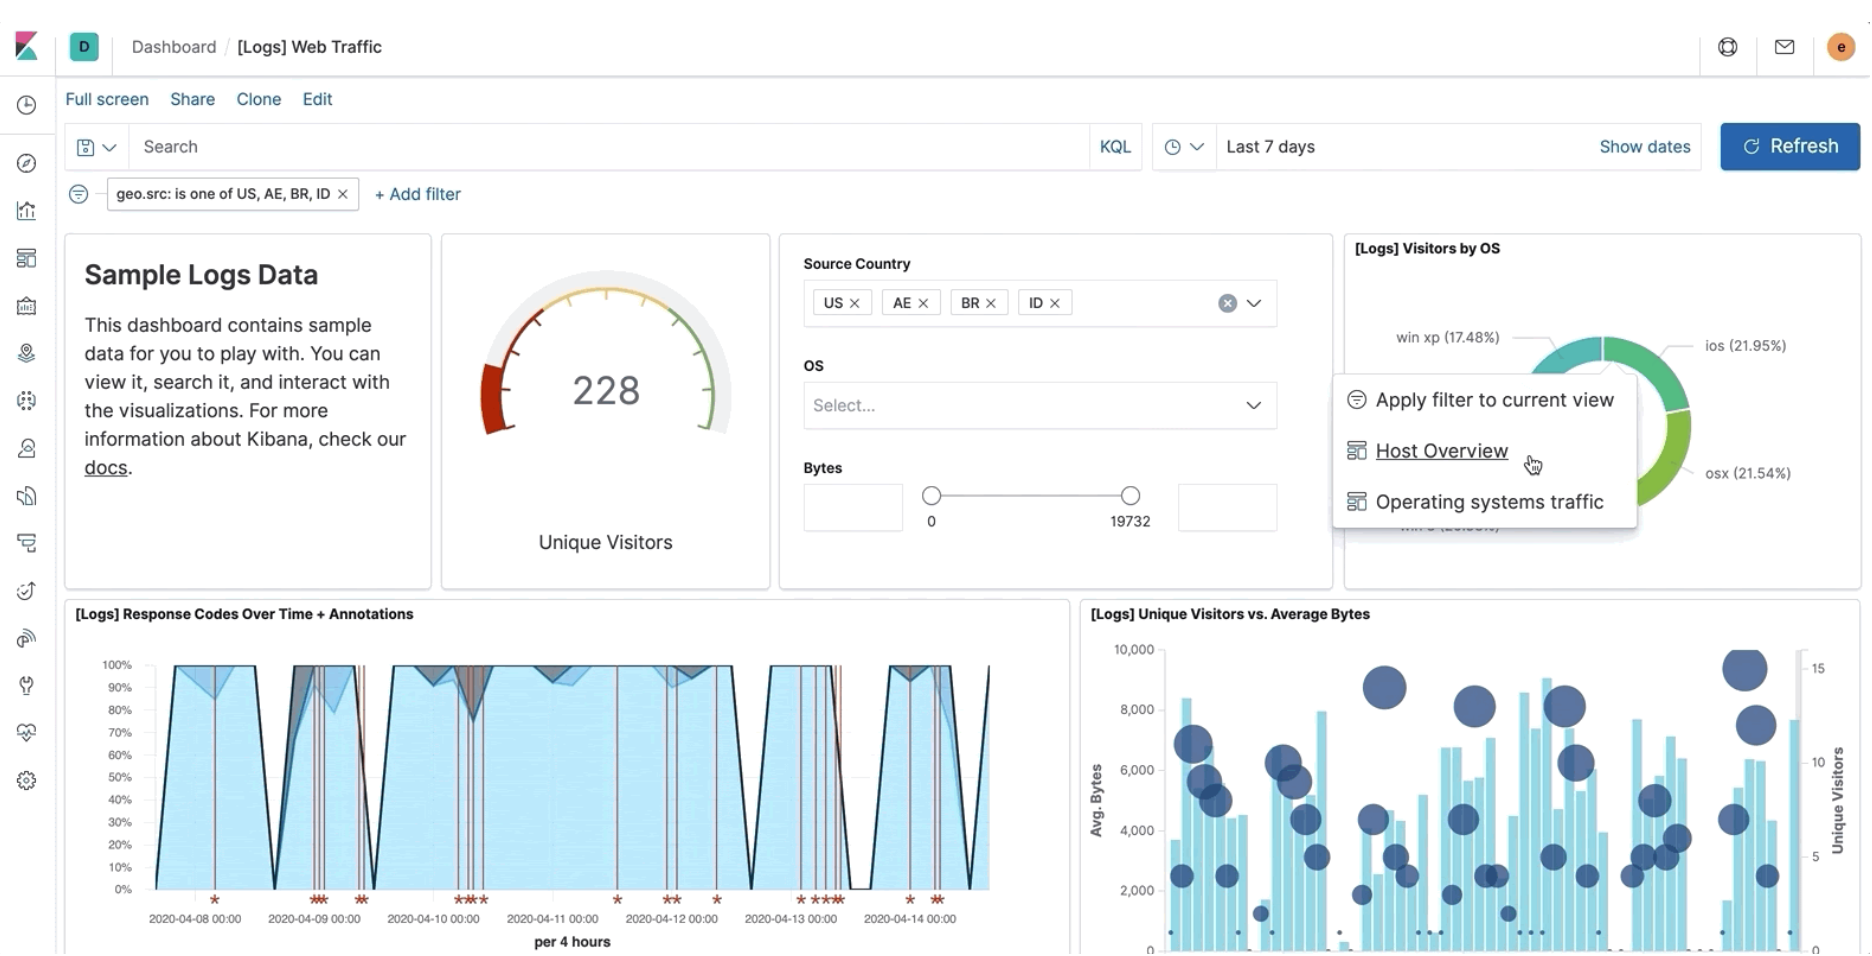 D
Dashboard / [Logs] Web Traffic
e
Full screen Share Clone Edit
Search
KQL
Last 7 days
Show dates
Refresh
geo.src: is one of US, AE, BR, ID ×
+ Add filter
Sample Logs Data
This dashboard contains sample
data for you to play with. You can
view it, search it, and interact with
the visualizations. For more
information about Kibana, check our
docs.
228
Unique Visitors
Source Country
US × AE × BR × ID ×
OS
Select...
Bytes
0
19732
[Logs] Visitors by OS
win xp (17.48%)
ios (21.95%)
osx (21.54%)
Apply filter to current view
Host Overview
Operating systems traffic
[Logs] Response Codes Over Time + Annotations
100%
90%
80%
70%
60%
50%
40%
30%
20%
10%
0%
2020-04-08 00:00
2020-04-09 00:00
2020-04-10 00:00
2020-04-11 00:00
2020-04-12 00:00
2020-04-13 00:00
2020-04-14 00:00
per 4 hours
[Logs] Unique Visitors vs. Average Bytes
10,000
8,000
6,000
4,000
2,000
0
Avg. Bytes
15
10
5
0
Unique Visitors